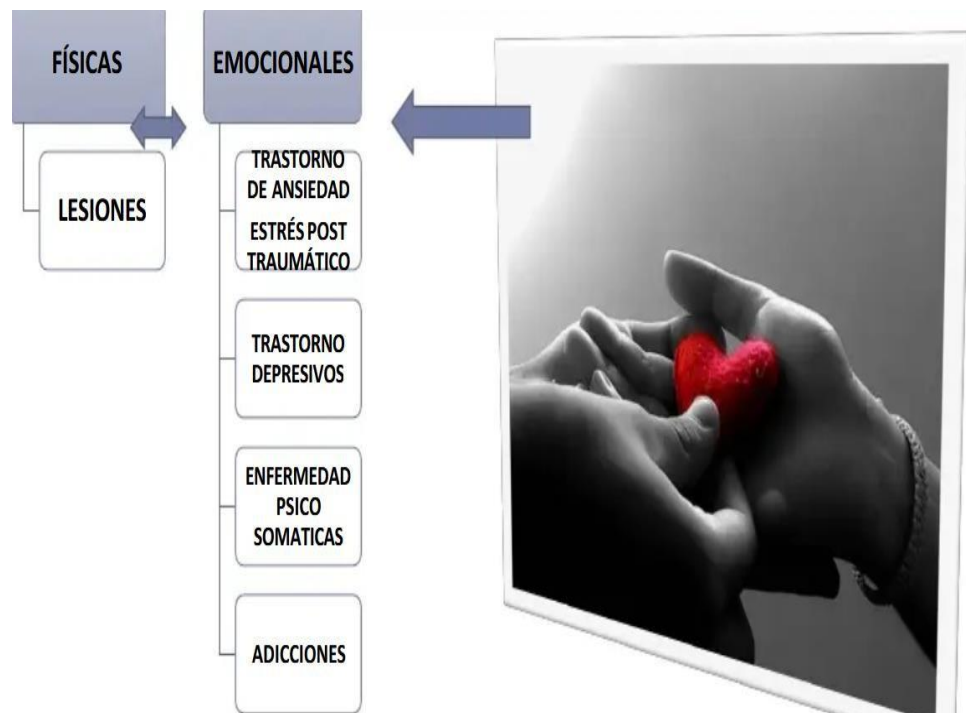 FÍSICAS
LESIONES
EMOCIONALES
TRASTORNO
DE ANSIEDAD
ESTRÉS POST
TRAUMÁTICO
TRASTORNO
DEPRESIVOS
ENFERMEDAD
PSICO
SOMATICAS
ADICCIONES